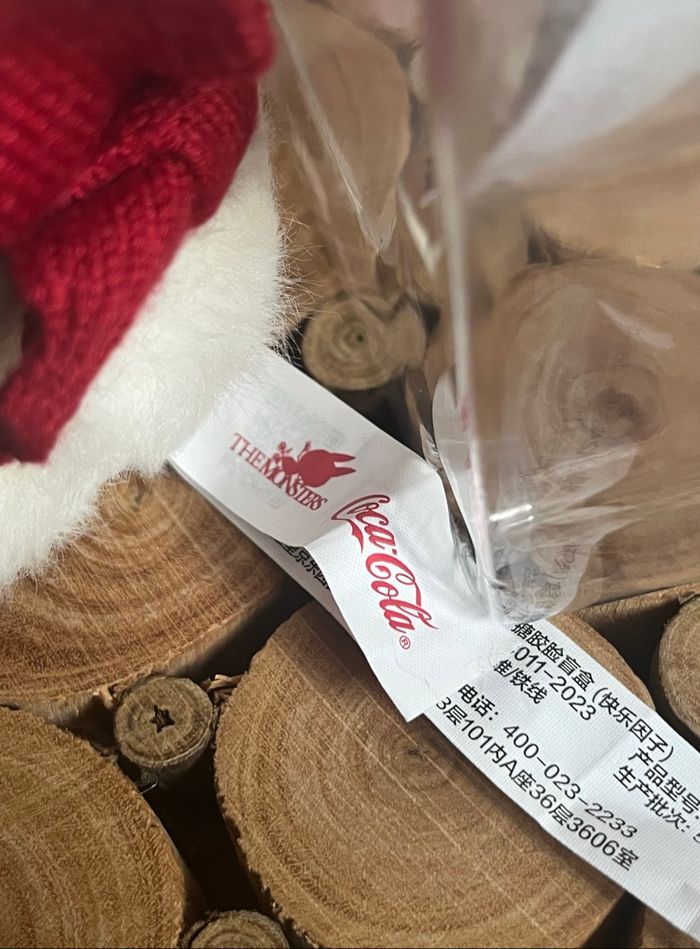 THE MONSTERS
Coca-Cola®
搪胶脸盲盒 (快乐因子)
011-2023
产品型号
铁线
生产批次:
电话: 400-023-2233
3层101内A座36层3606室